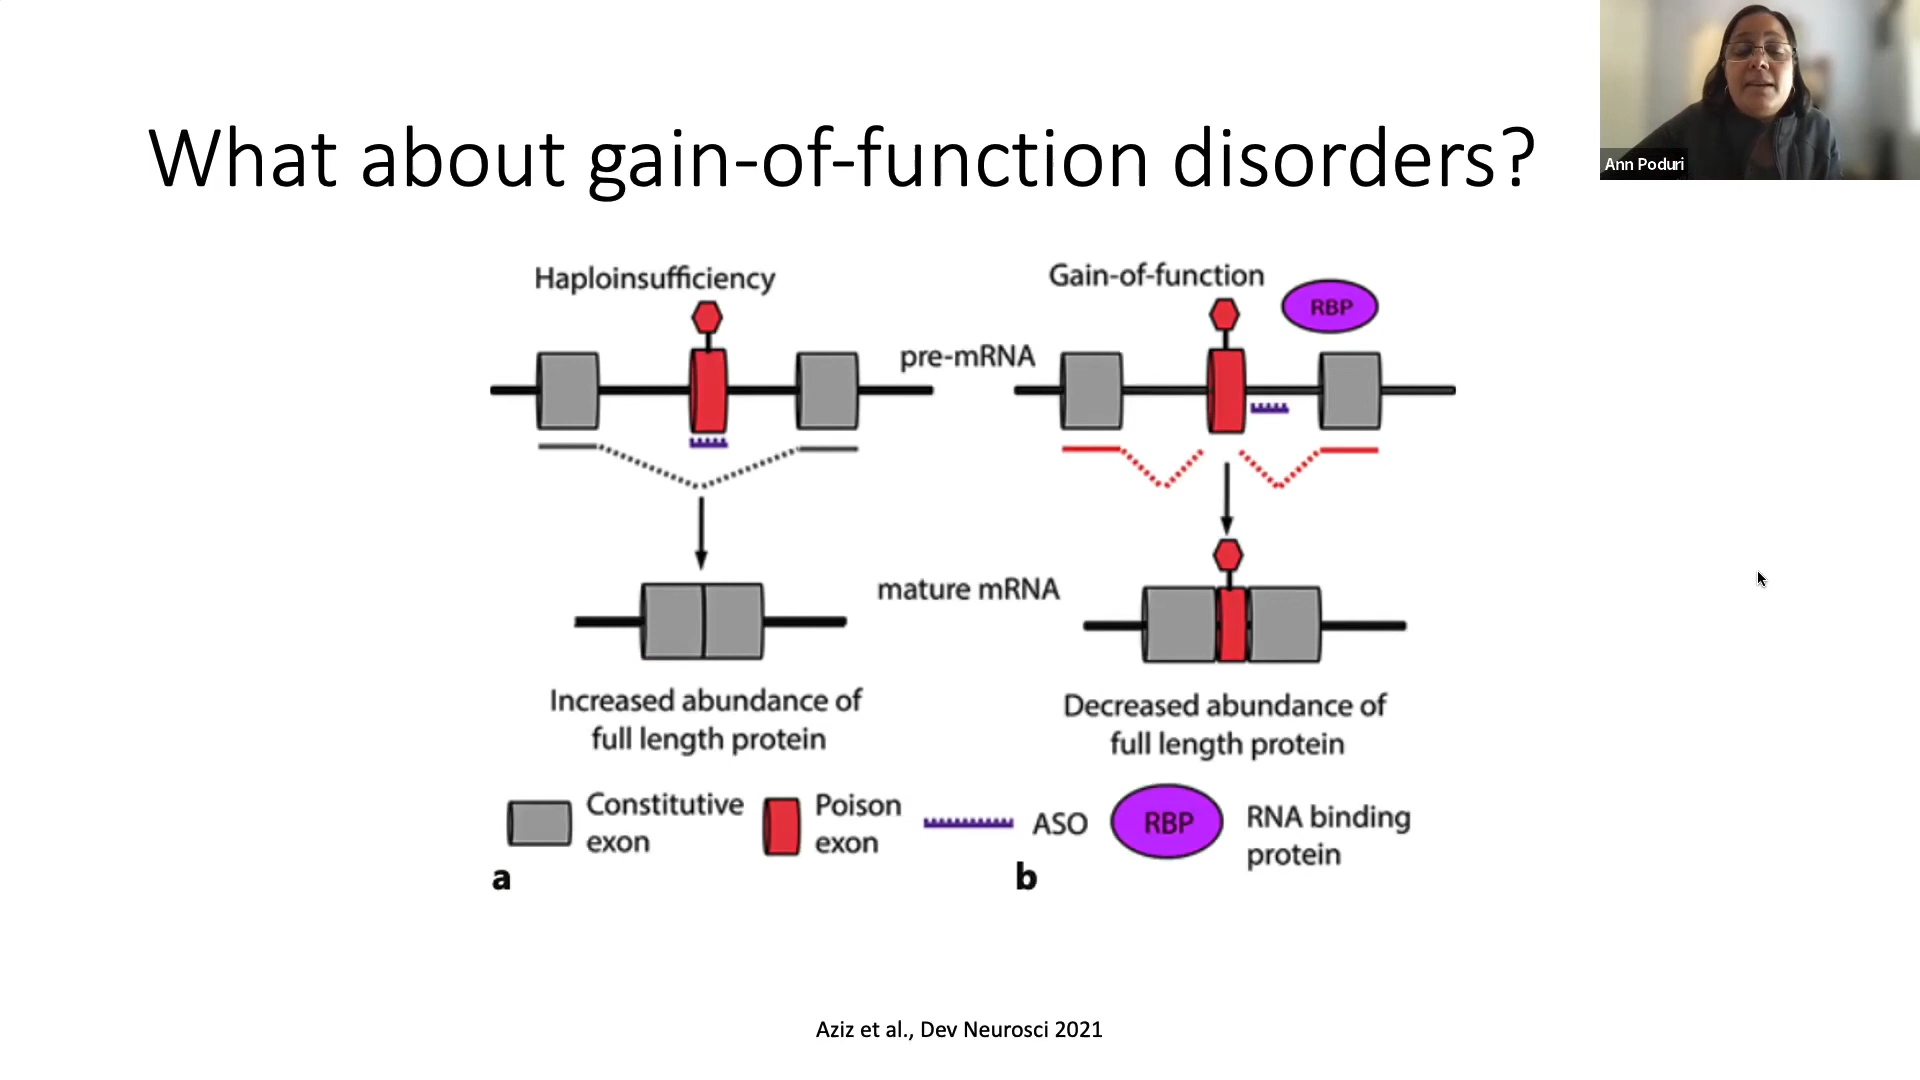 What about gain-of-function disorders?
Ann Poduri
Haploinsufficiency
Gain-of-function
RBP
pre-mRNA
mature mRNA
Increased abundance of
full length protein
Decreased abundance of
full length protein
Constitutive
exon
Poison
exon
ASO
RBP
RNA binding
protein
a
b
Aziz et al., Dev Neurosci 2021